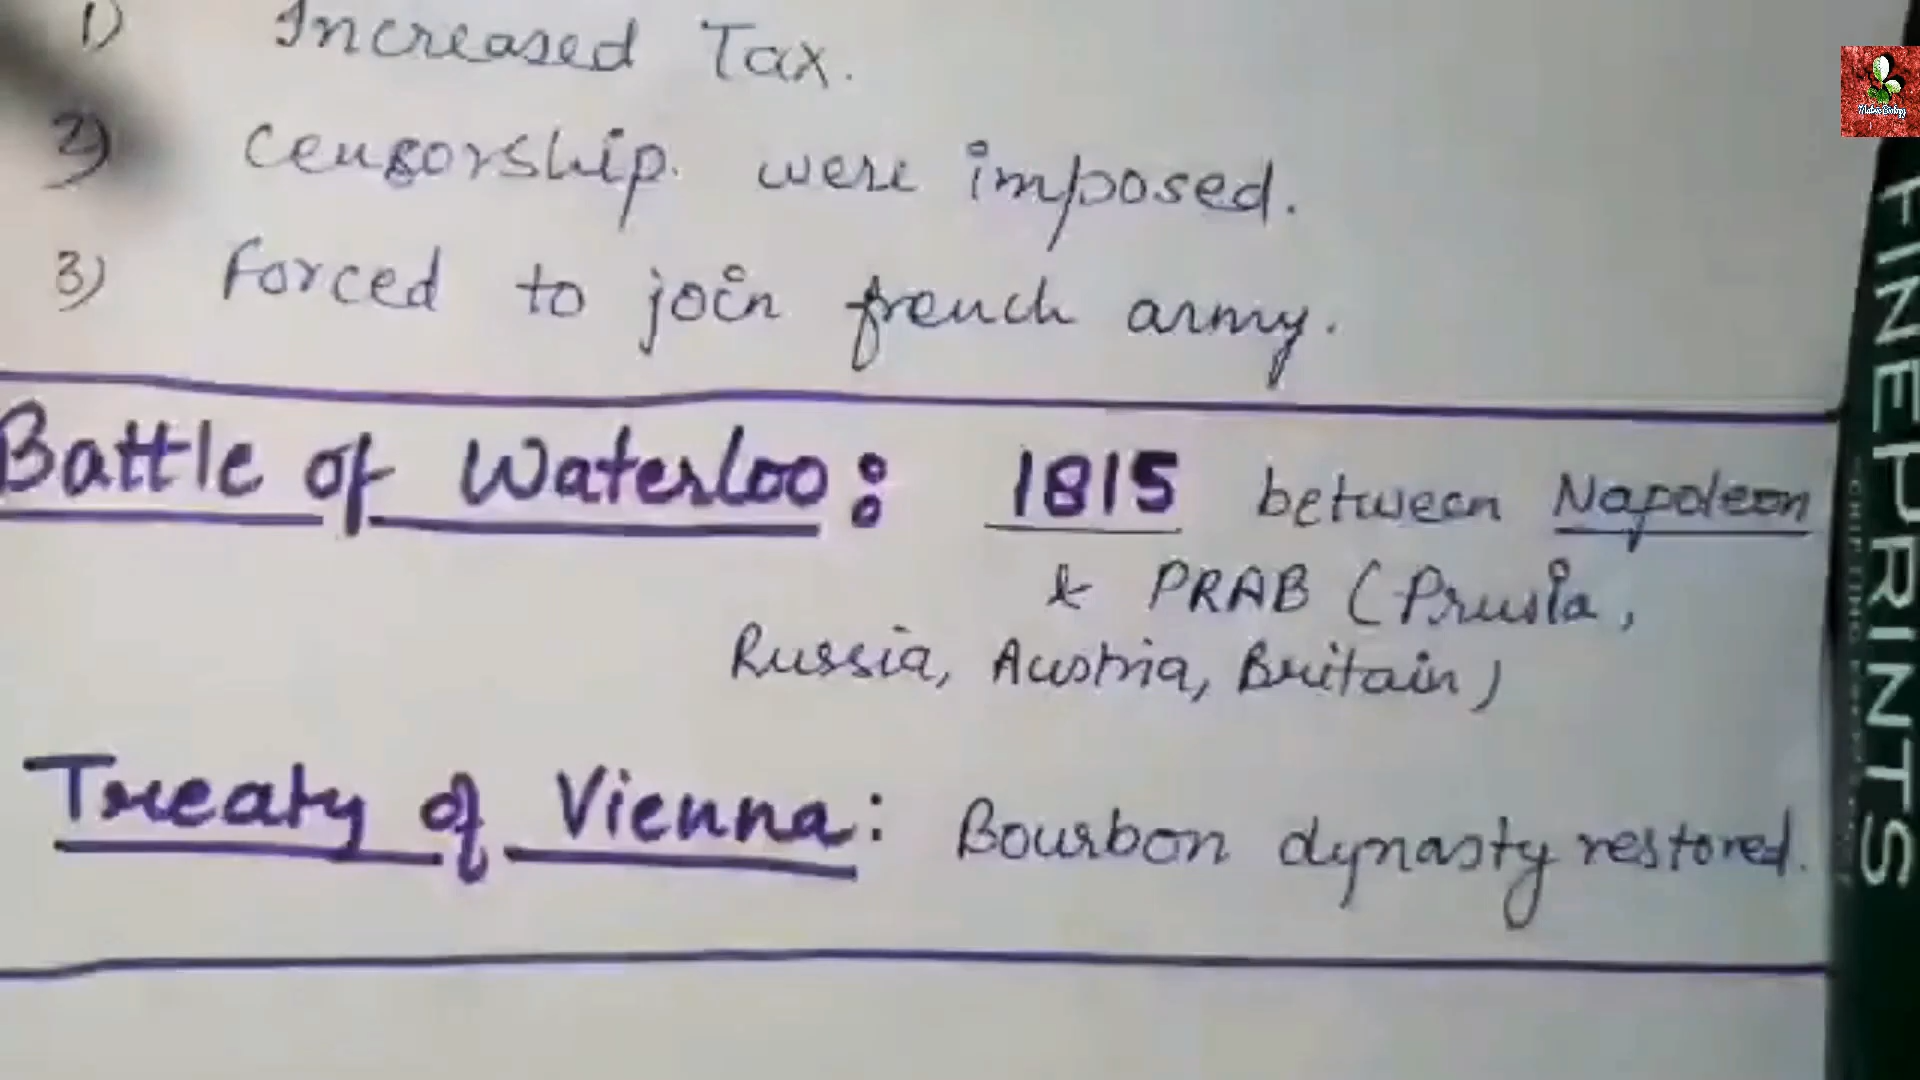 1) Increased Tax.
2) Censorship. were imposed.
3) Forced to join french army.
Battle of Waterloo: 1815 between Napoleon
& PRAB (Prusia,
Russia, Austria, Britain)
Treaty of Vienna: Bourbon dynasty restored.
FINEPRINTS